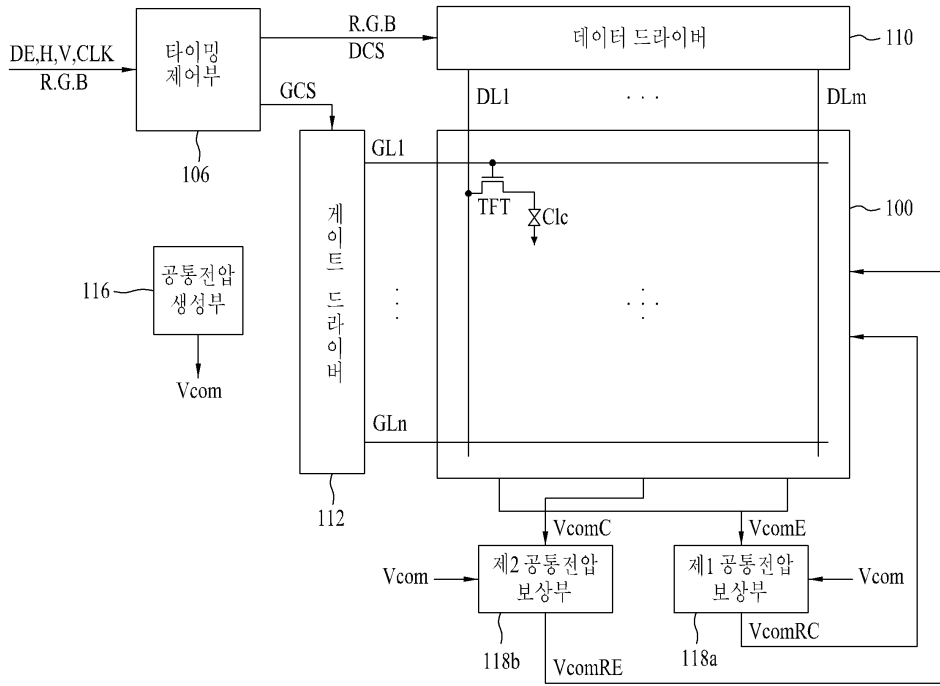 DE,H,V,CLK
R.G.B
타이밍
제어부
106
R.G.B
DCS
GCS
데이터 드라이버
110
DL1
· · ·
DLm
GL1
TFT
Clc
100
게이트 드라이버
116
공통전압
생성부
Vcom
GLn
112
VcomC
VcomE
Vcom
제2 공통전압
보상부
제1 공통전압
보상부
Vcom
118b
VcomRE
118a
VcomRC